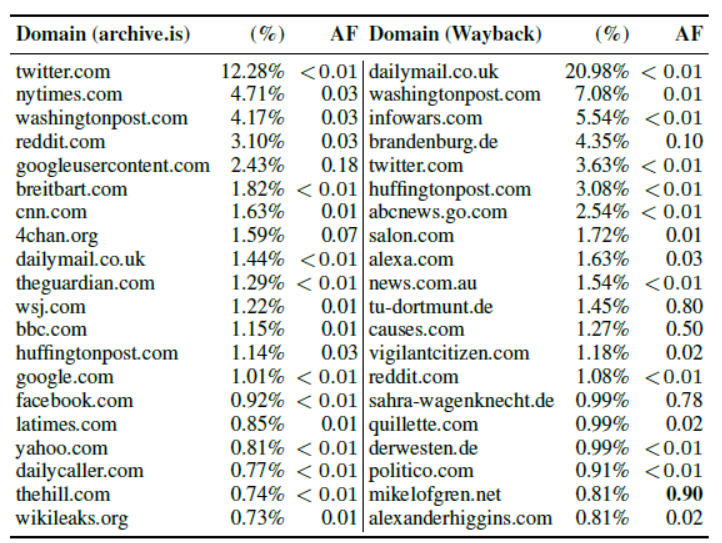 Domain (archive.is) (%) AF Domain (Wayback) (%) AF
twitter.com 12.28% <0.01 dailymail.co.uk 20.98% < 0.01
nytimes.com 4.71% 0.03 washingtonpost.com 7.08% 0.01
washingtonpost.com 4.17% 0.03 infowars.com 5.54% <0.01
reddit.com 3.10% 0.03 brandenburg.de 4.35% 0.10
googleusercontent.com 2.43% 0.18 twitter.com 3.63% < 0.01
breitbart.com 1.82% < 0.01 huffingtonpost.com 3.08% <0.01
cnn.com 1.63% 0.01 abcnews.go.com 2.54% < 0.01
4chan.org 1.59% 0.07 salon.com 1.72% 0.01
dailymail.co.uk 1.44% <0.01 alexa.com 1.63% 0.03
theguardian.com 1.29% < 0.01 news.com.au 1.54% <0.01
wsj.com 1.22% 0.01 tu-dortmunt.de 1.45% 0.80
bbc.com 1.15% 0.01 causes.com 1.27% 0.50
huffingtonpost.com 1.14% 0.03 vigilantcitizen.com 1.18% 0.02
google.com 1.01% < 0.01 reddit.com 1.08% <0.01
facebook.com 0.92% < 0.01 sahra-wagenknecht.de 0.99% 0.78
latimes.com 0.85% 0.01 quillette.com 0.99% 0.02
yahoo.com 0.81% < 0.01 derwesten.de 0.99% <0.01
dailycaller.com 0.77% < 0.01 politico.com 0.91% <0.01
thehill.com 0.74% < 0.01 mikelofgren.net 0.81% 0.90
wikileaks.org 0.73% 0.01 alexanderhiggins.com 0.81% 0.02